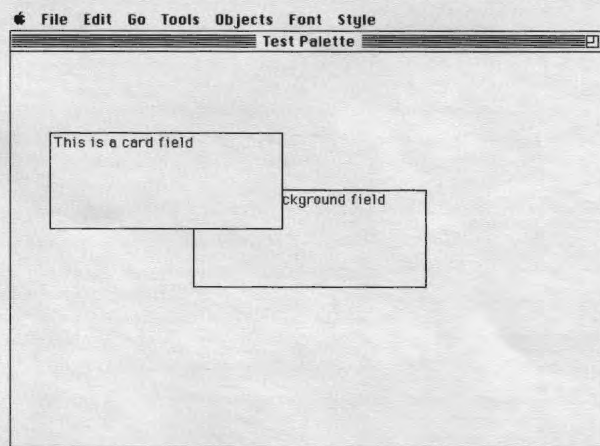 File Edit Go Tools Objects Font Style
Test Palette
This is a card field
ckground field